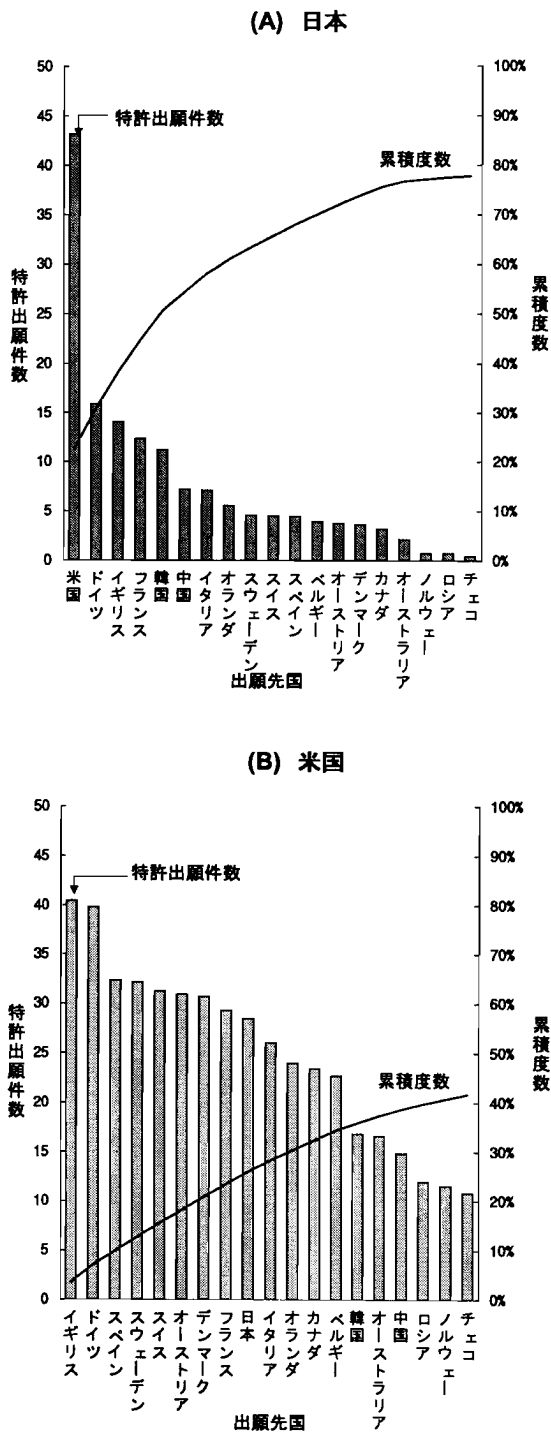 (A) 日本
50
45
40
35
30
25
20
15
10
5
0
特許出願件数
特許出願件数
累積度数
100%
90%
80%
70%
60%
50%
40%
30%
20%
10%
0%
累積度数
米国
ドイツ
イギリス
フランス
韓国
中国
イタリア
オランダ
スウェーデン
スイス
スペイン
ベルギー
オーストリア
デンマーク
カナダ
オーストラリア
ノルウェー
ロシア
チェコ
出願先国
(B) 米国
50
45
40
35
30
25
20
15
10
5
0
特許出願件数
特許出願件数
累積度数
100%
90%
80%
70%
60%
50%
40%
30%
20%
10%
0%
累積度数
イギリス
ドイツ
スペイン
スウェーデン
スイス
オーストリア
デンマーク
フランス
日本
イタリア
オランダ
カナダ
ベルギー
韓国
オーストラリア
中国
ロシア
ノルウェー
チェコ
出願先国